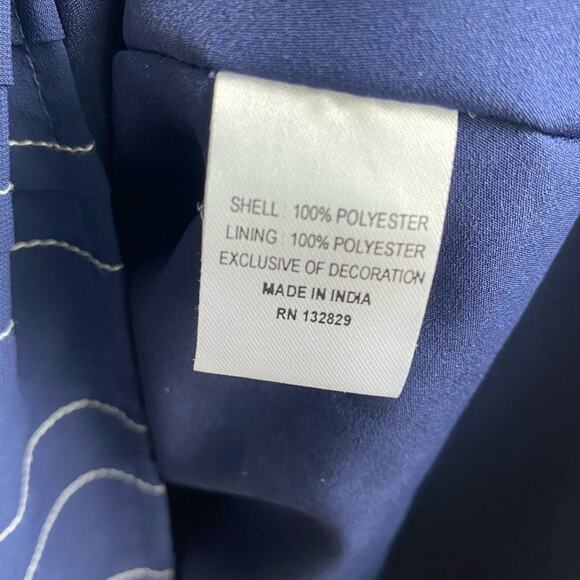 SHELL : 100% POLYESTER
LINING : 100% POLYESTER
EXCLUSIVE OF DECORATION
MADE IN INDIA
RN 132829